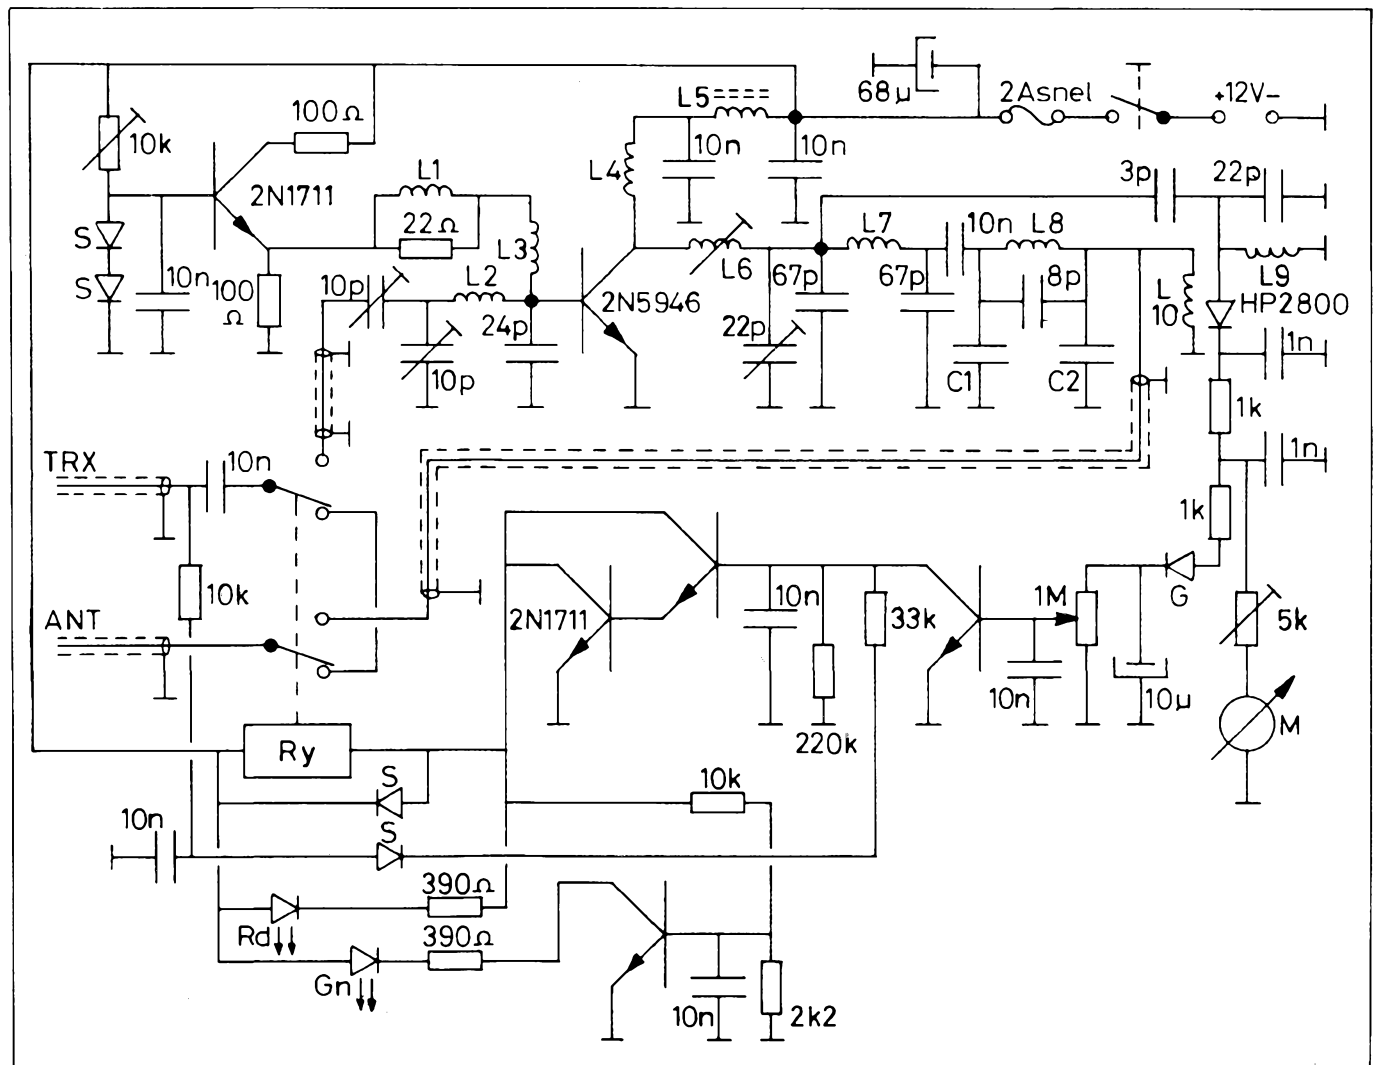 68µ
2Asnel
+12V-
L5
100Ω
10k
10n
10n
L4
3p
22p
L1
2N1711
22Ω
L3
L7
10n
L8
L6
S
S
10n
100
Ω
10p
L2
67p
67p
8p
L
10
L9
HP2800
2N5946
24p
22p
10p
C1
C2
1n
1k
TRX
10n
1n
1k
10k
2N1711
10n
33k
1M
G
5k
ANT
10n
10µ
220k
M
Ry
S
10k
10n
S
390Ω
Rd
390Ω
Gn
10n
2k2